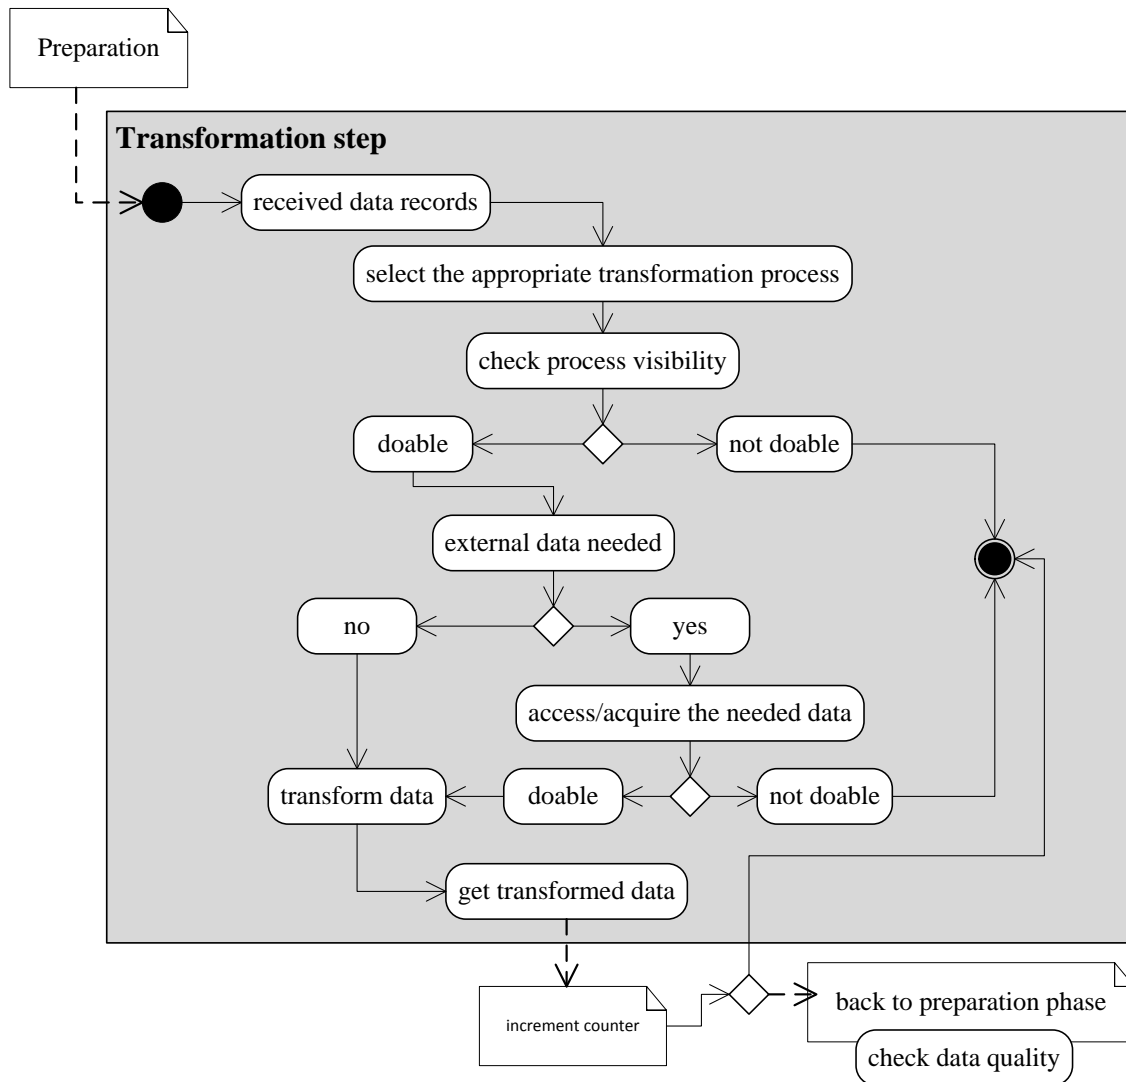 Preparation
Transformation step
received data records
select the appropriate transformation process
check process visibility
doable
not doable
external data needed
no
yes
access/acquire the needed data
transform data
doable
not doable
get transformed data
increment counter
back to preparation phase
check data quality